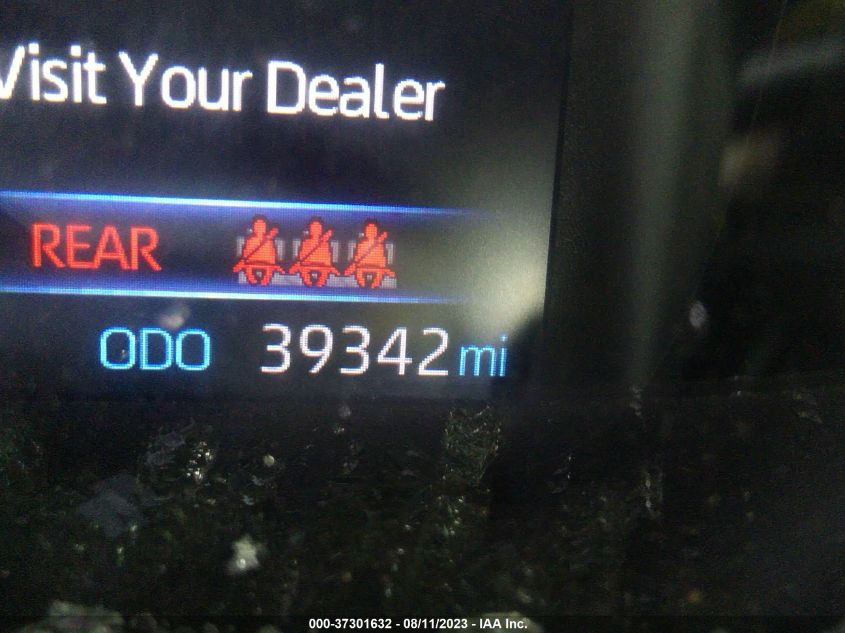 Visit Your Dealer
REAR
ODO 39342 mi
000-37301632 - 08/11/2023 - IAA Inc.